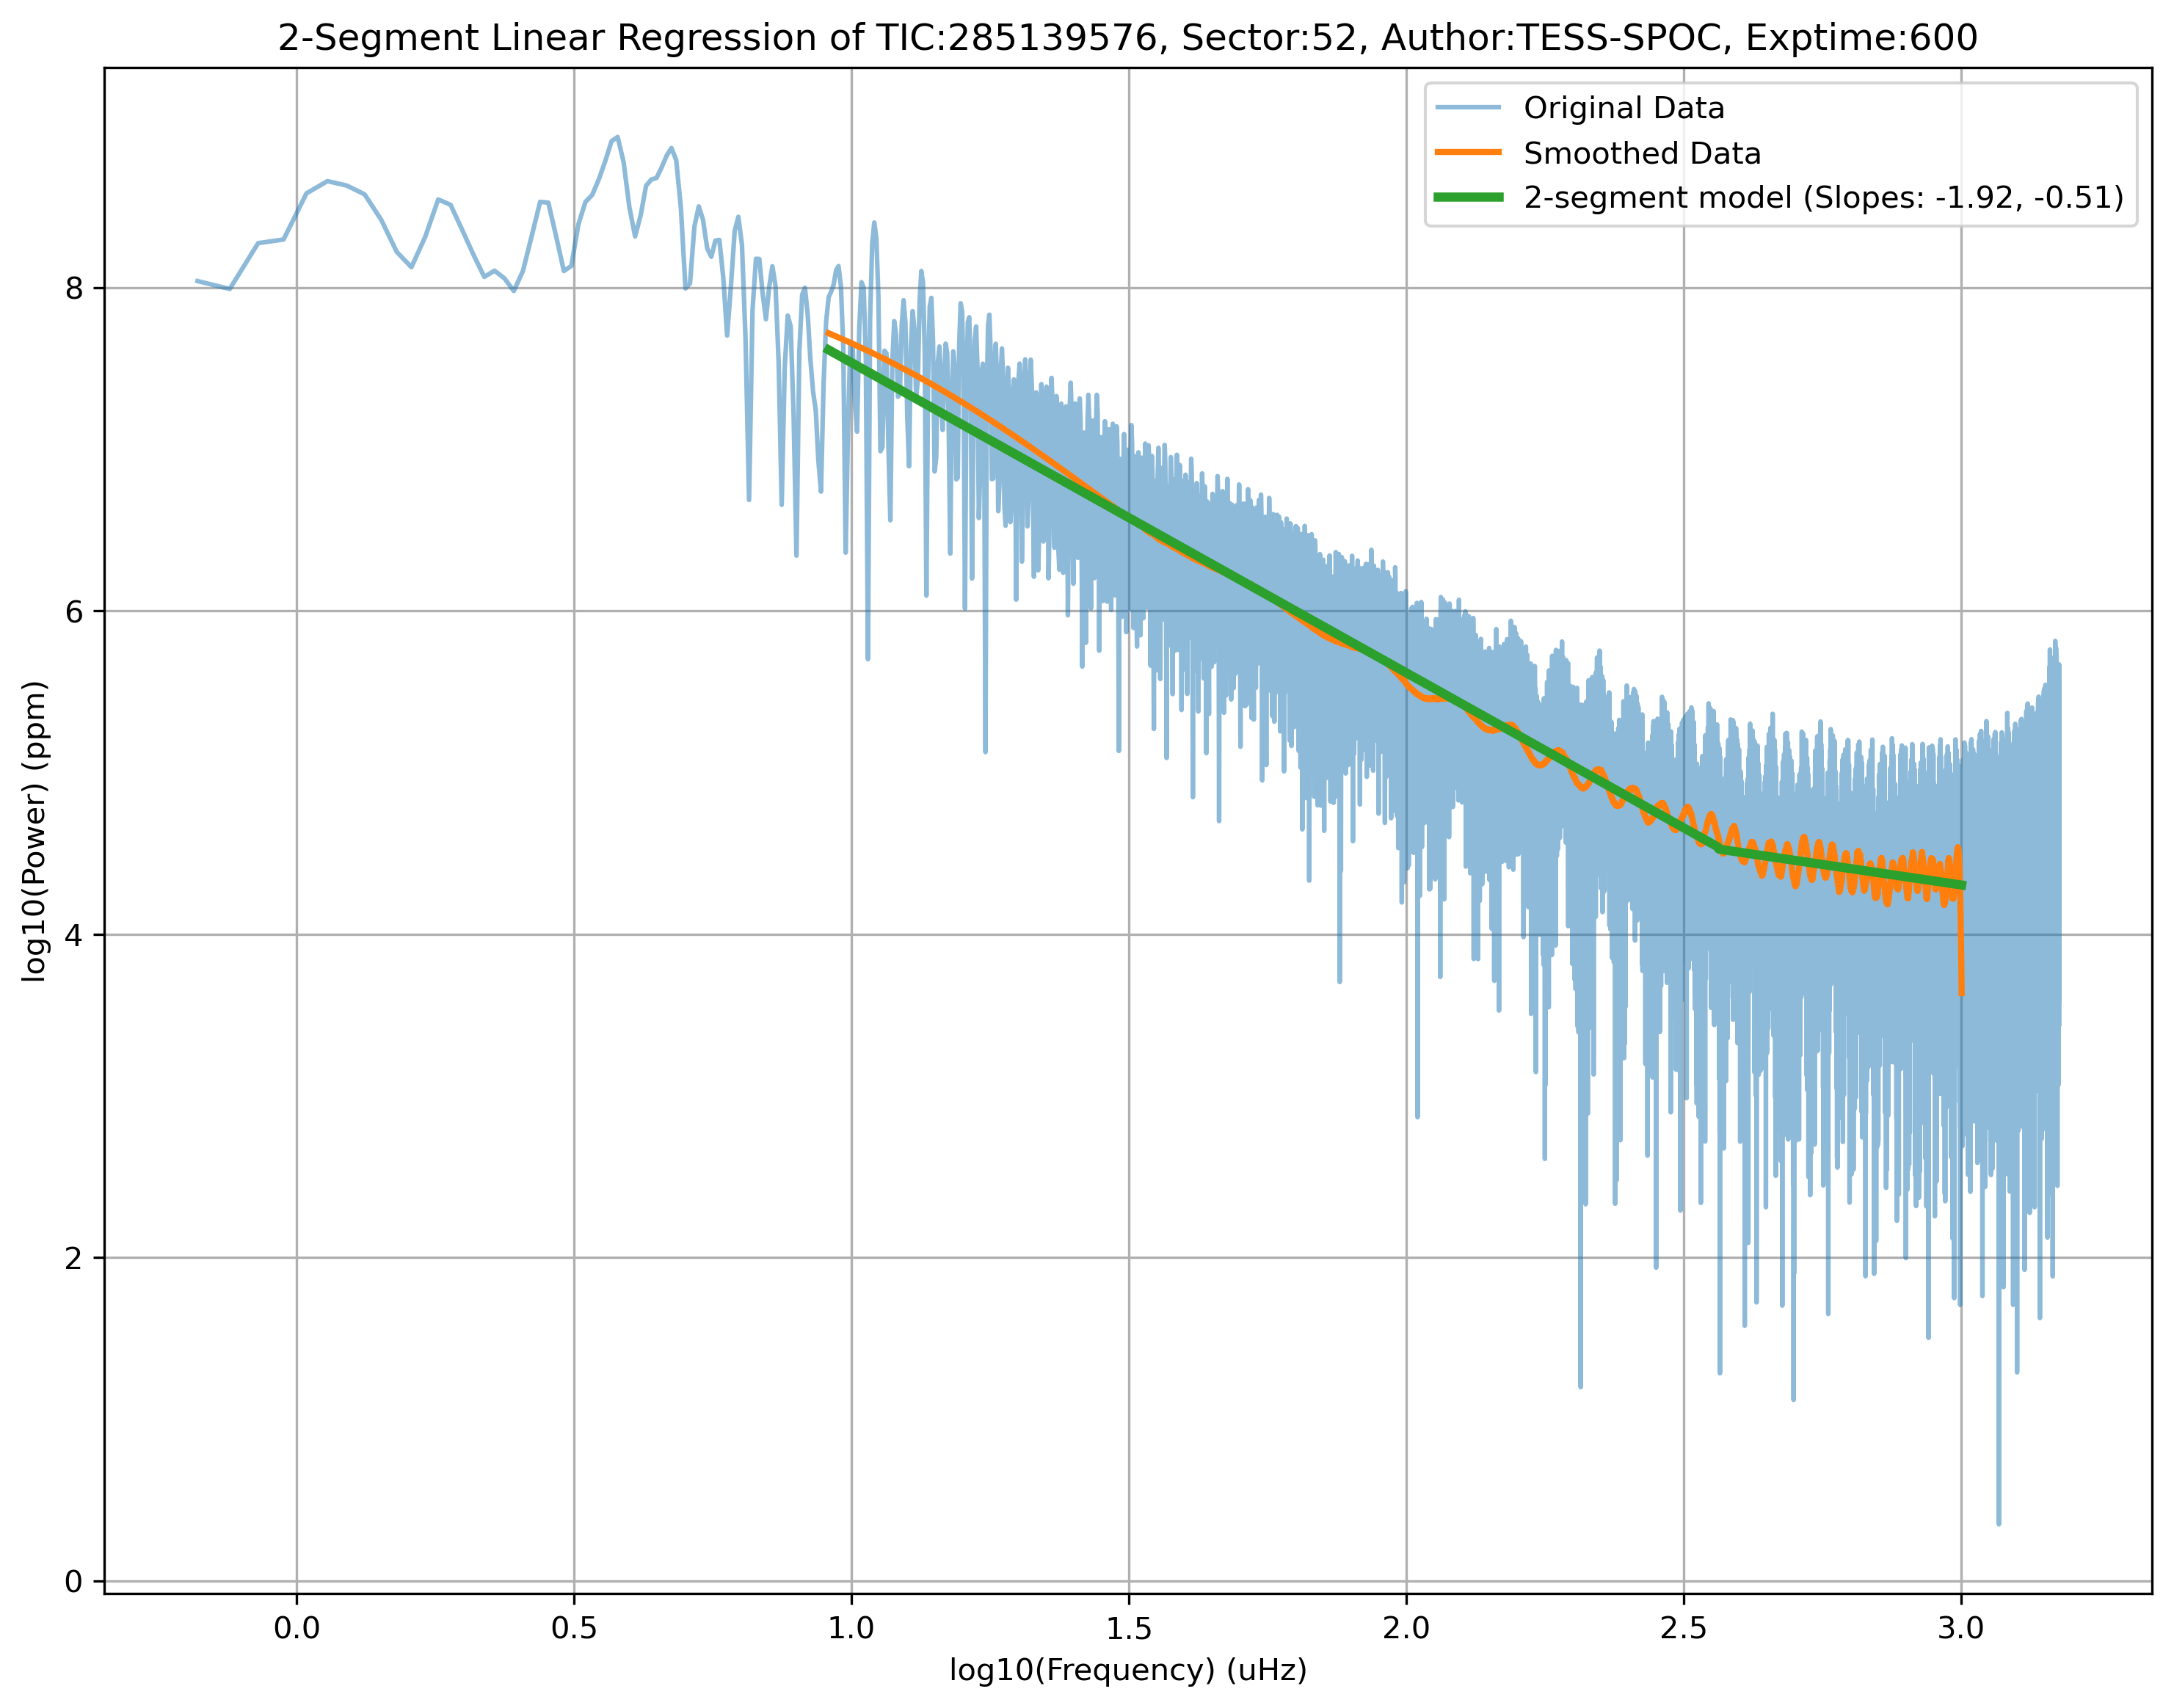 2-Segment Linear Regression of TIC:285139576, Sector:52, Author:TESS-SPOC, Exptime:600
Original Data
Smoothed Data
2-segment model (Slopes: -1.92, -0.51)
log10(Power) (ppm)
8
6
4
2
0
0.0 0.5 1.0 1.5 2.0 2.5 3.0
log10(Frequency) (uHz)